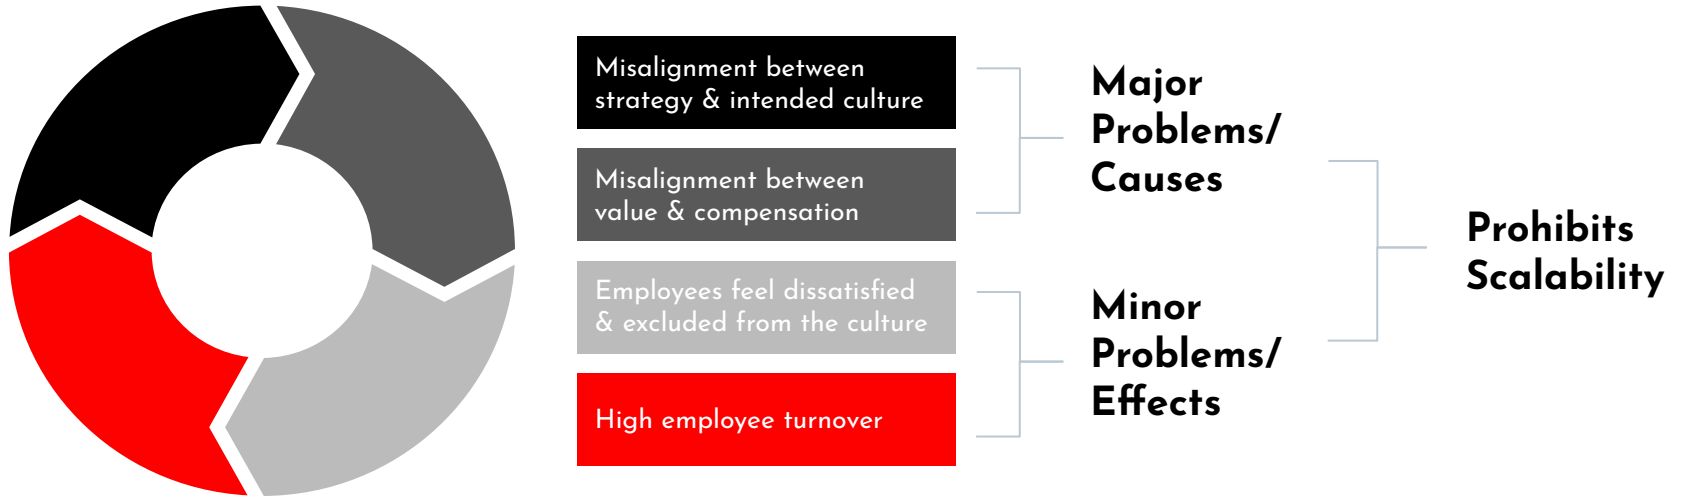 Misalignment between
strategy & intended culture
Misalignment between
value & compensation
Employees feel dissatisfied
& excluded from the culture
High employee turnover
Major
Problems/
Causes
Minor
Problems/
Effects
Prohibits
Scalability